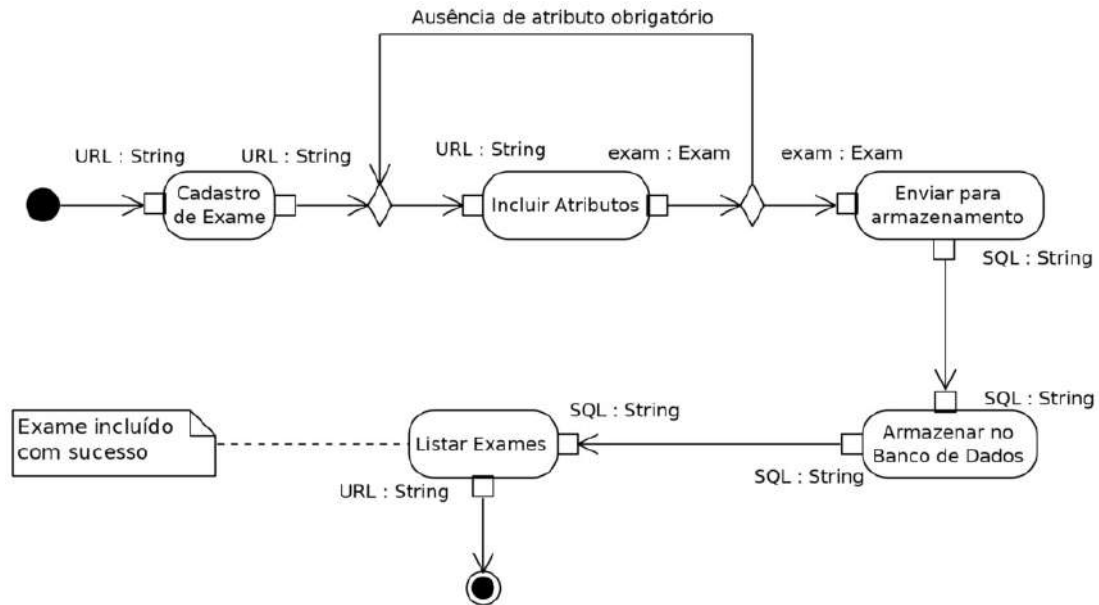 Ausência de atributo obrigatório
URL : String
URL : String
URL : String
exam : Exam
exam : Exam
Cadastro
de Exame
Incluir Atributos
Enviar para
armazenamento
SQL : String
SQL : String
Armazenar no
Banco de Dados
SQL : String
SQL : String
Listar Exames
URL : String
Exame incluído
com sucesso